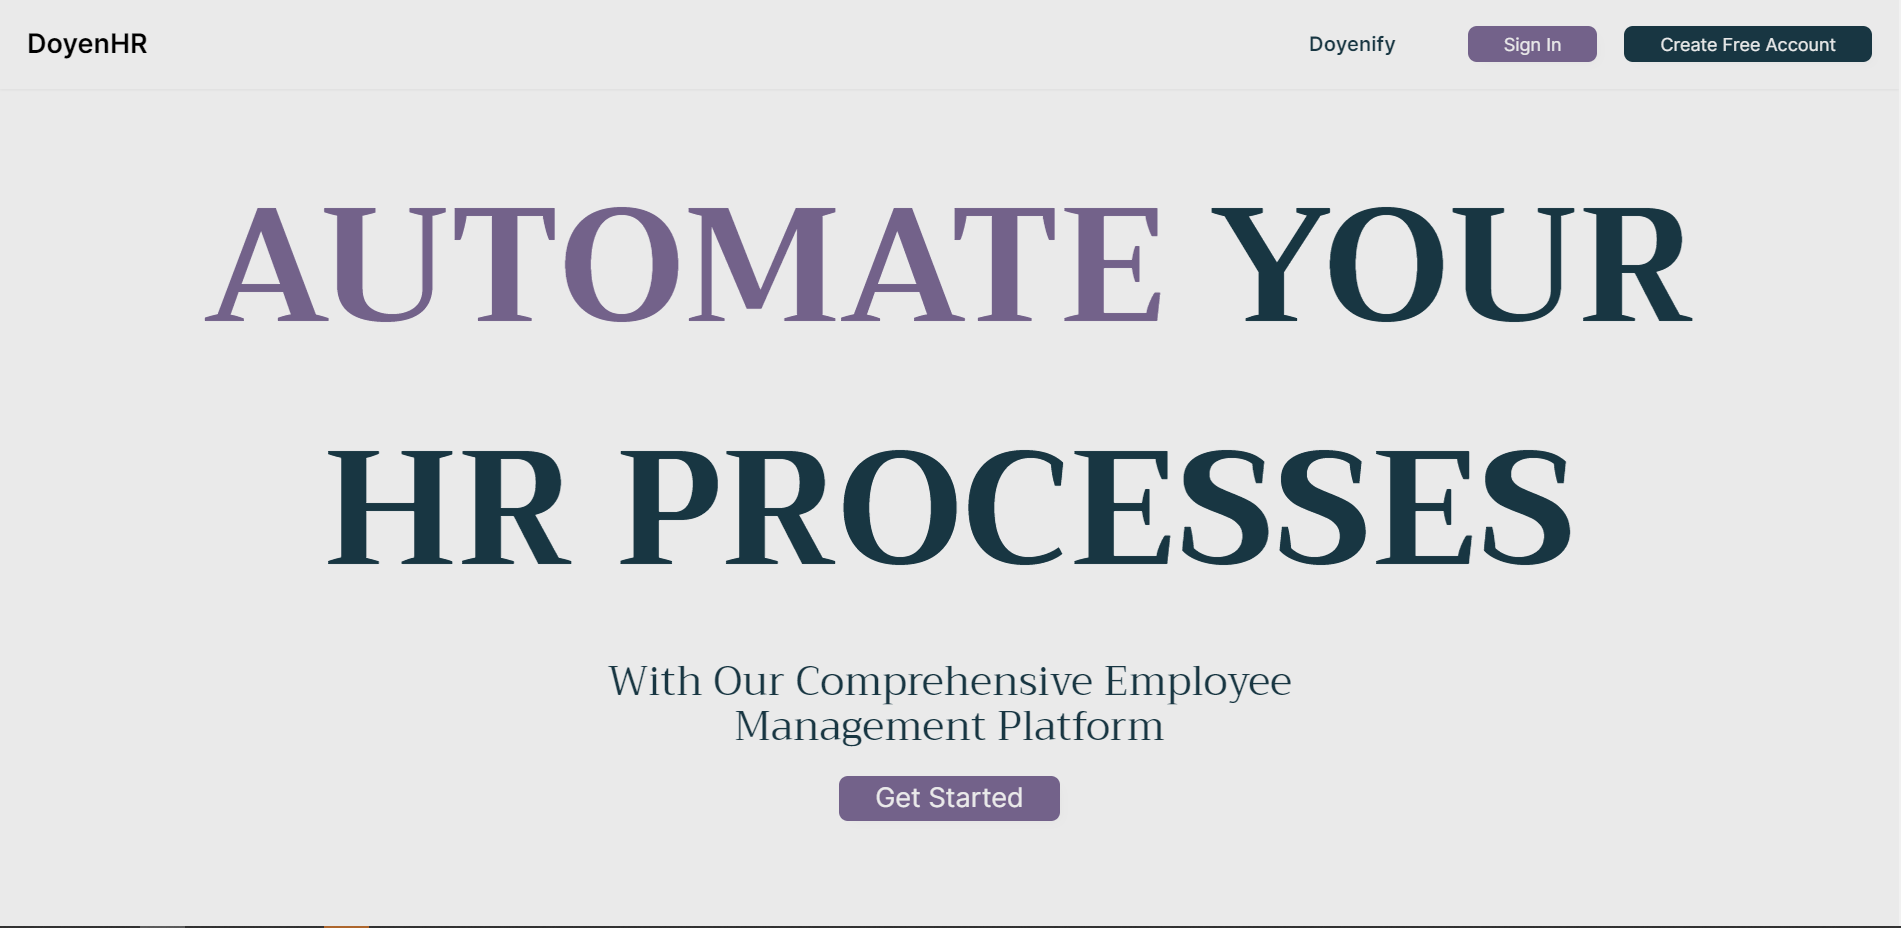 DoyenHR
Doyenify
Sign In
Create Free Account
AUTOMATE YOUR
HR PROCESSES
With Our Comprehensive Employee
Management Platform
Get Started